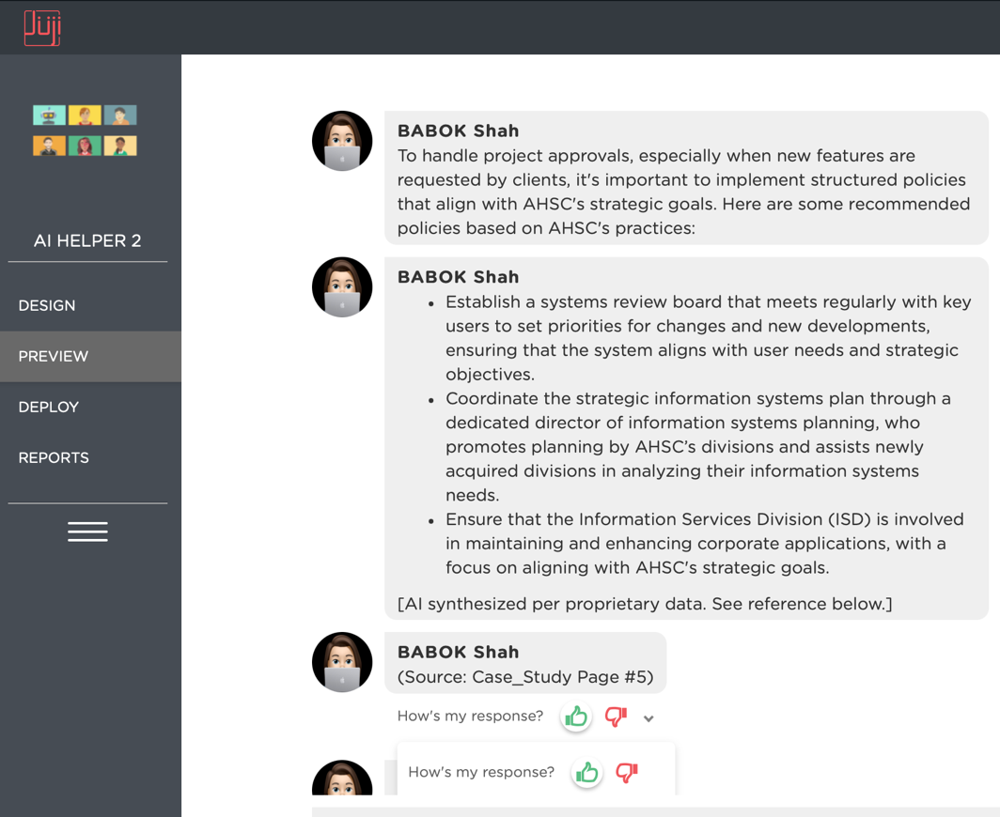 Juji
AI HELPER 2
DESIGN
PREVIEW
DEPLOY
REPORTS
BABOK Shah
To handle project approvals, especially when new features are
requested by clients, it's important to implement structured policies
that align with AHSC's strategic goals. Here are some recommended
policies based on AHSC's practices:
BABOK Shah
• Establish a systems review board that meets regularly with key
users to set priorities for changes and new developments,
ensuring that the system aligns with user needs and strategic
objectives.
• Coordinate the strategic information systems plan through a
dedicated director of information systems planning, who
promotes planning by AHSC’s divisions and assists newly
acquired divisions in analyzing their information systems
needs.
• Ensure that the Information Services Division (ISD) is involved
in maintaining and enhancing corporate applications, with a
focus on aligning with AHSC's strategic goals.
[AI synthesized per proprietary data. See reference below.]
BABOK Shah
(Source: Case_Study Page #5)
How's my response?
How's my response?